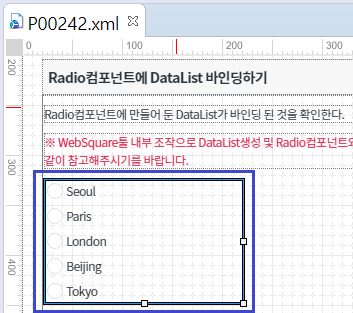 P00242.xml
0 100 200 300
200
Radio컴포넌트에 DataList 바인딩하기
Radio컴포넌트에 만들어 둔 DataList가 바인딩 된 것을 확인한다.
※ WebSquare툴 내부 조작으로 DataList생성 및 Radio컴포넌트와
같이 참고해주시기를 바랍니다.
300
Seoul
Paris
London
Beijing
400
Tokyo